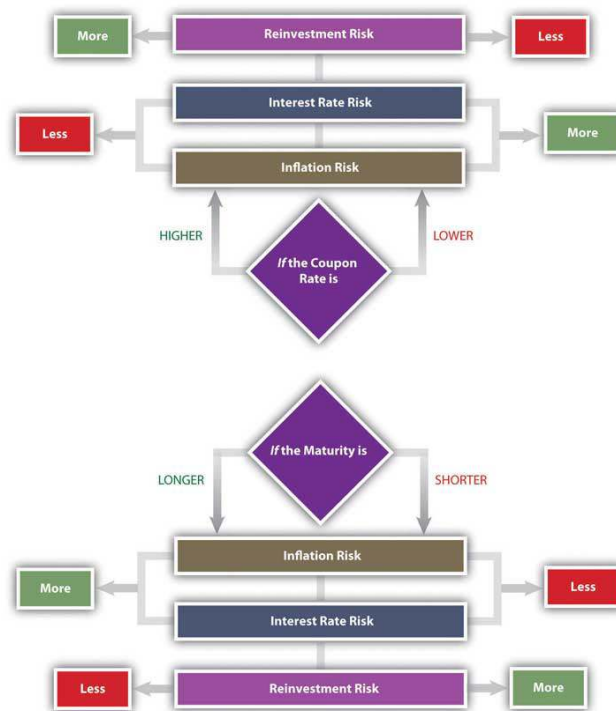 More
Reinvestment Risk
Less
Interest Rate Risk
Less
More
Inflation Risk
HIGHER
LOWER
If the Coupon
Rate is
If the Maturity is
LONGER
SHORTER
Inflation Risk
More
Less
Interest Rate Risk
Less
Reinvestment Risk
More